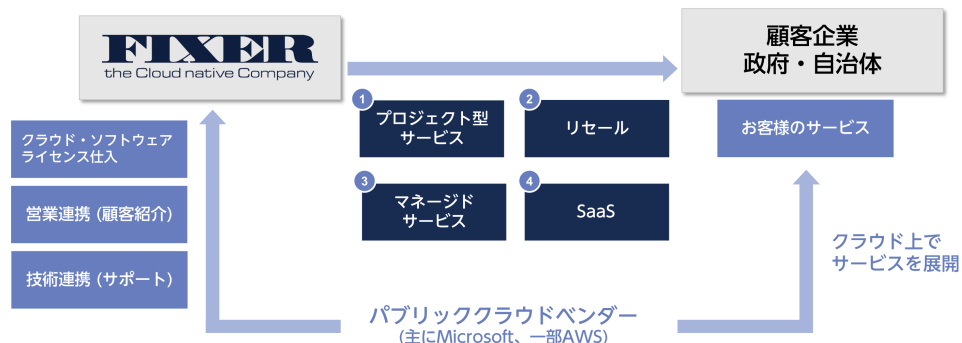 FIXER
the Cloud native Company
顧客企業
政府・自治体
クラウド・ソフトウェア
ライセンス仕入
営業連携 (顧客紹介)
技術連携 (サポート)
1
プロジェクト型
サービス
2
リセール
3
マネージド
サービス
4
SaaS
お客様のサービス
クラウド上で
サービスを展開
パブリッククラウドベンダー
(主にMicrosoft、一部AWS)